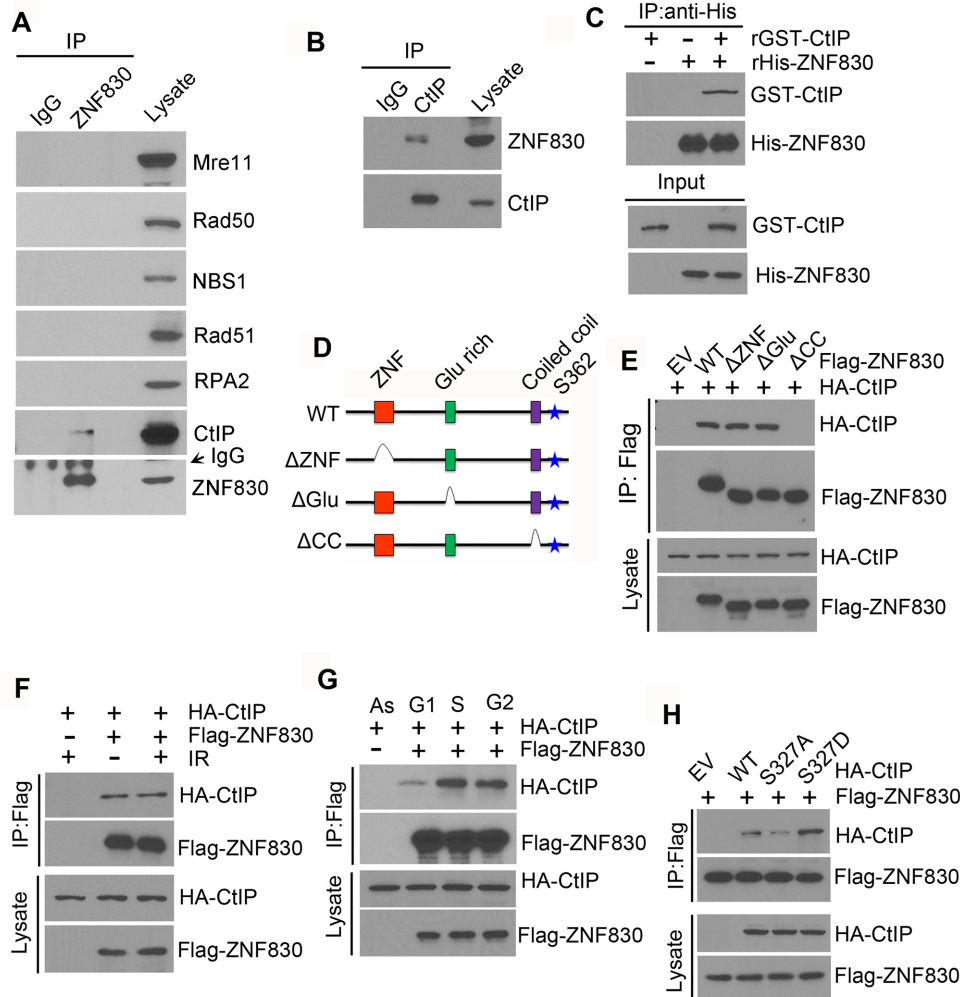 A
IP
IgG
ZNF830
Lysate
Mre11
Rad50
NBS1
Rad51
RPA2
CtIP
IgG
ZNF830
B
IP
IgG
CtIP
Lysate
ZNF830
CtIP
C
IP:anti-His
+ − + rGST-CtIP
− + + rHis-ZNF830
GST-CtIP
His-ZNF830
Input
GST-CtIP
His-ZNF830
D
ZNF
Glu rich
Coiled coil
S362
WT
ΔZNF
ΔGlu
ΔCC
E
EV WT ΔZNF ΔGlu ΔCC Flag-ZNF830
+ + + + + HA-CtIP
IP: Flag
HA-CtIP
Flag-ZNF830
Lysate
HA-CtIP
Flag-ZNF830
F
+ + + HA-CtIP
− + + Flag-ZNF830
+ − + IR
IP:Flag
HA-CtIP
Flag-ZNF830
Lysate
HA-CtIP
Flag-ZNF830
G
As G1 S G2
+ + + + HA-CtIP
− + + + Flag-ZNF830
IP:Flag
HA-CtIP
Flag-ZNF830
Lysate
HA-CtIP
Flag-ZNF830
H
EV WT S327A S327D HA-CtIP
+ + + + Flag-ZNF830
IP:Flag
HA-CtIP
Flag-ZNF830
Lysate
HA-CtIP
Flag-ZNF830